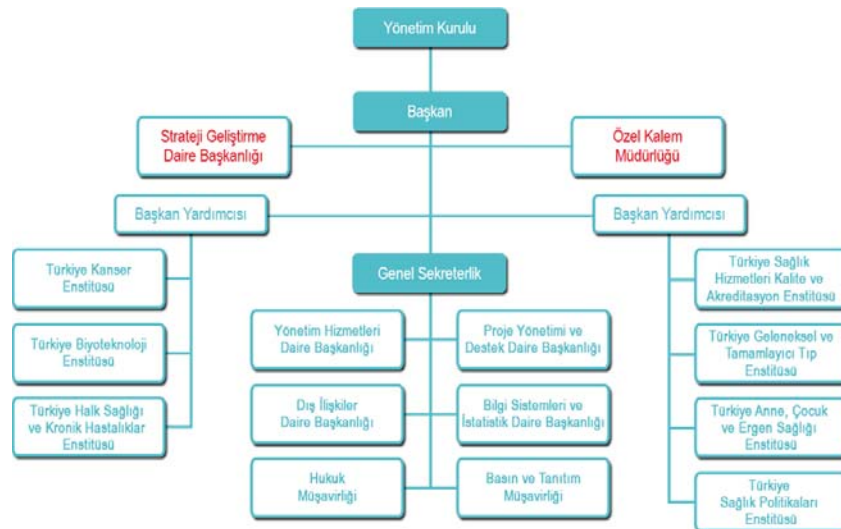 Yönetim Kurulu
Başkan
Strateji Geliştirme
Daire Başkanlığı
Özel Kalem
Müdürlüğü
Başkan Yardımcısı
Başkan Yardımcısı
Genel Sekreterlik
Türkiye Kanser
Enstitüsü
Türkiye Biyoteknoloji
Enstitüsü
Türkiye Halk Sağlığı
ve Kronik Hastalıklar
Enstitüsü
Yönetim Hizmetleri
Daire Başkanlığı
Proje Yönetimi ve
Destek Daire Başkanlığı
Dış İlişkiler
Daire Başkanlığı
Bilgi Sistemleri ve
İstatistik Daire Başkanlığı
Hukuk
Müşavirliği
Basın ve Tanıtım
Müşavirliği
Türkiye Sağlık
Hizmetleri Kalite ve
Akreditasyon Enstitüsü
Türkiye Geleneksel ve
Tamamlayıcı Tıp
Enstitüsü
Türkiye Anne, Çocuk
ve Ergen Sağlığı
Enstitüsü
Türkiye
Sağlık Politikaları
Enstitüsü